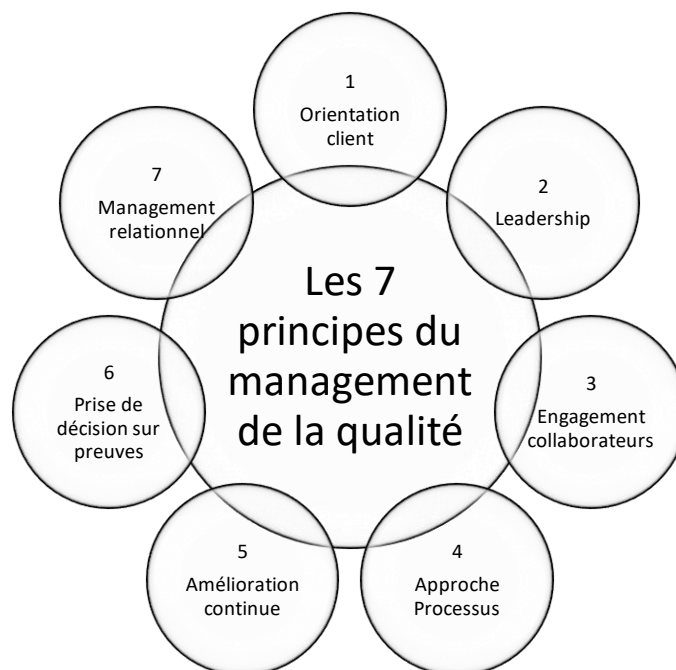 Les 7
principes du
management
de la qualité
1
Orientation
client
2
Leadership
3
Engagement
collaborateurs
4
Approche
Processus
5
Amélioration
continue
6
Prise de
décision sur
preuves
7
Management
relationnel